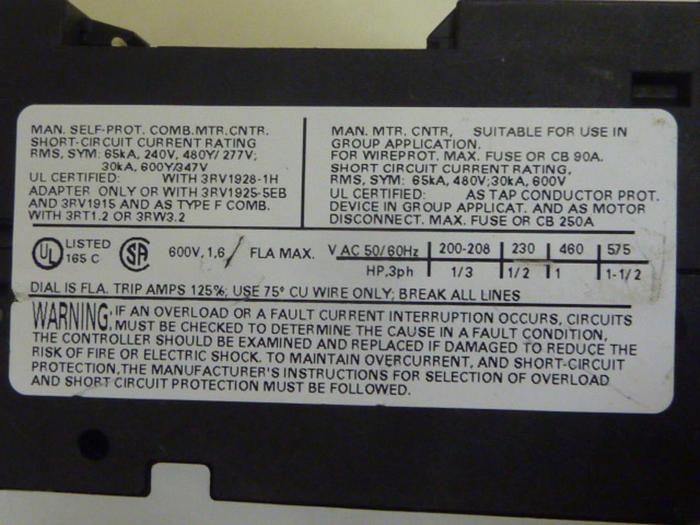 MAN. SELF-PROT. COMB.MTR.CNTR.
SHORT-CIRCUIT CURRENT RATING
RMS, SYM: 65kA, 240V, 480Y/ 277V;
30kA, 600Y/347V
UL CERTIFIED: WITH 3RV1928-1H
ADAPTER ONLY OR WITH 3RV1925-5EB
AND 3RV1915 AND AS TYPE F COMB.
WITH 3RT1.2 OR 3RW3.2
MAN. MTR. CNTR, SUITABLE FOR USE IN
GROUP APPLICATION.
FOR WIREPROT. MAX. FUSE OR CB 90A.
SHORT CIRCUIT CURRENT RATING,
RMS, SYM: 65kA, 480V;30kA, 600V
UL CERTIFIED: AS TAP CONDUCTOR PROT.
DEVICE IN GROUP APPLICAT. AND AS MOTOR
DISCONNECT. MAX. FUSE OR CB 250A
UL LISTED 165 C SA 600V, 1,6 FLA MAX. V AC 50/60Hz 200-208 230 460 575
HP,3ph 1/3 1/2 1 1-1/2
DIAL IS FLA. TRIP AMPS 125%; USE 75° CU WIRE ONLY; BREAK ALL LINES
WARNING: IF AN OVERLOAD OR A FAULT CURRENT INTERRUPTION OCCURS, CIRCUITS
MUST BE CHECKED TO DETERMINE THE CAUSE IN A FAULT CONDITION,
THE CONTROLLER SHOULD BE EXAMINED AND REPLACED IF DAMAGED TO REDUCE THE
RISK OF FIRE OR ELECTRIC SHOCK. TO MAINTAIN OVERCURRENT, AND SHORT-CIRCUIT
PROTECTION,THE MANUFACTURER'S INSTRUCTIONS FOR SELECTION OF OVERLOAD
AND SHORT CIRCUIT PROTECTION MUST BE FOLLOWED.